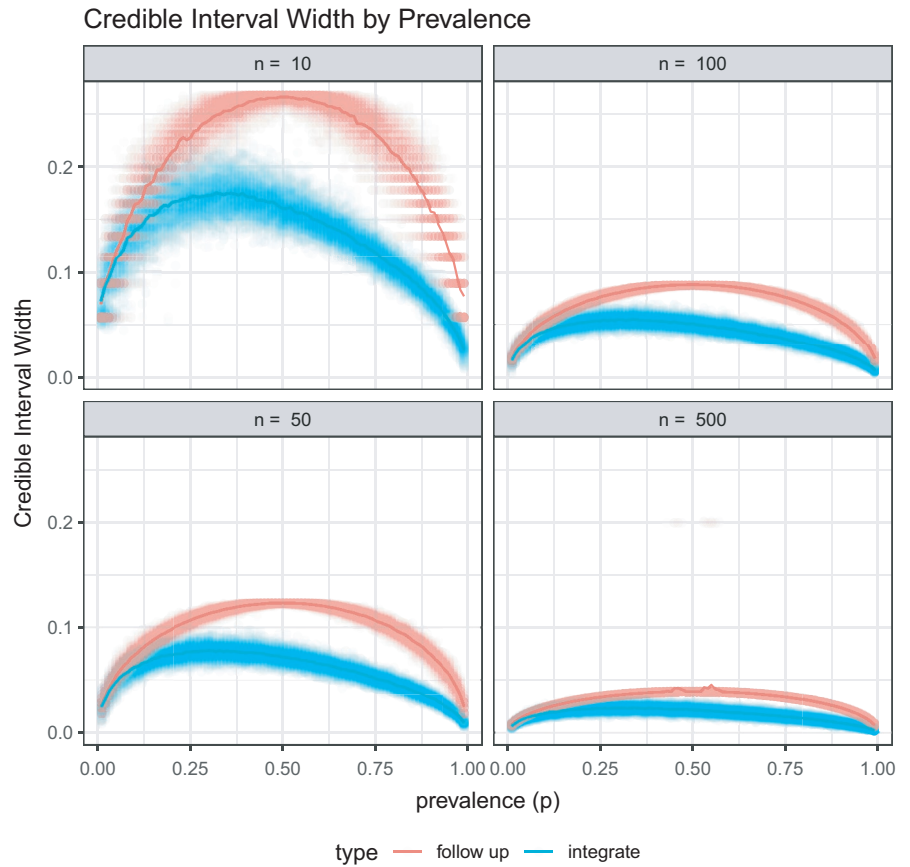 Credible Interval Width by Prevalence
n = 10
n = 100
0.2
0.1
0.0
n = 50
n = 500
0.2
0.1
0.0
Credible Interval Width
0.00 0.25 0.50 0.75 1.00 0.00 0.25 0.50 0.75 1.00
prevalence (p)
type follow up integrate